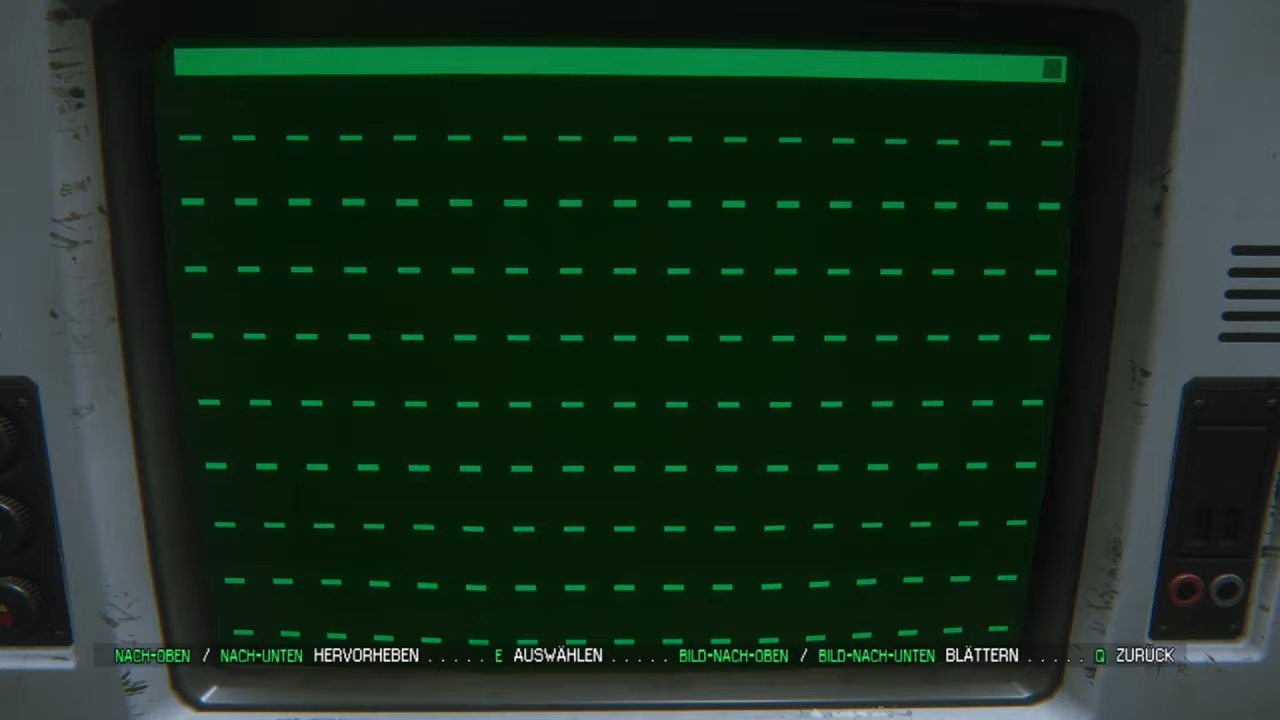 NACH-OBEN / NACH-UNTEN HERVORHEBEN ..... E AUSWÄHLEN ..... BILD-NACH-OBEN / BILD-NACH-UNTEN BLÄTTERN ..... Q ZURÜCK